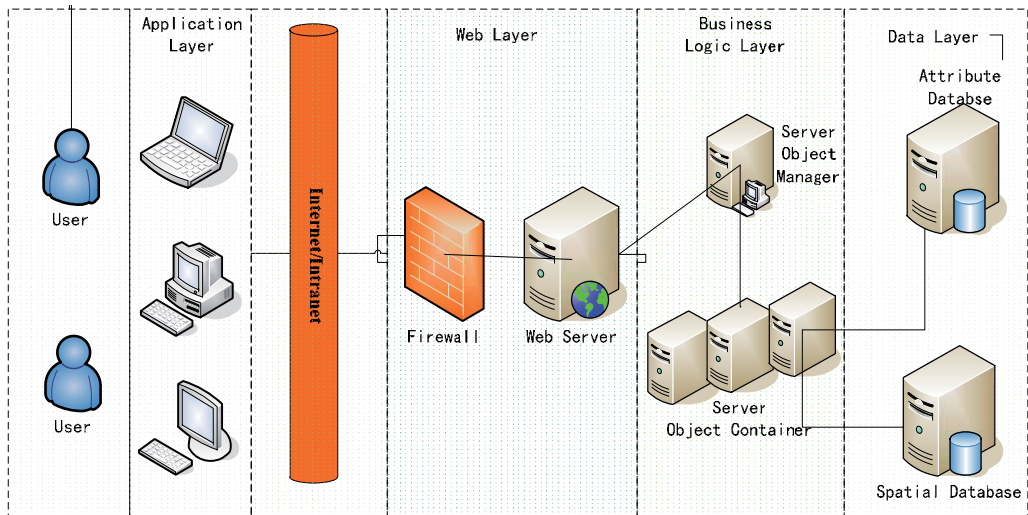 Application
Layer
Web Layer
Business
Logic Layer
Data Layer
Attribute
Databse
Server
Object
Manager
User
Internet/Intranet
Firewall
Web Server
User
Server
Object Container
Spatial Database